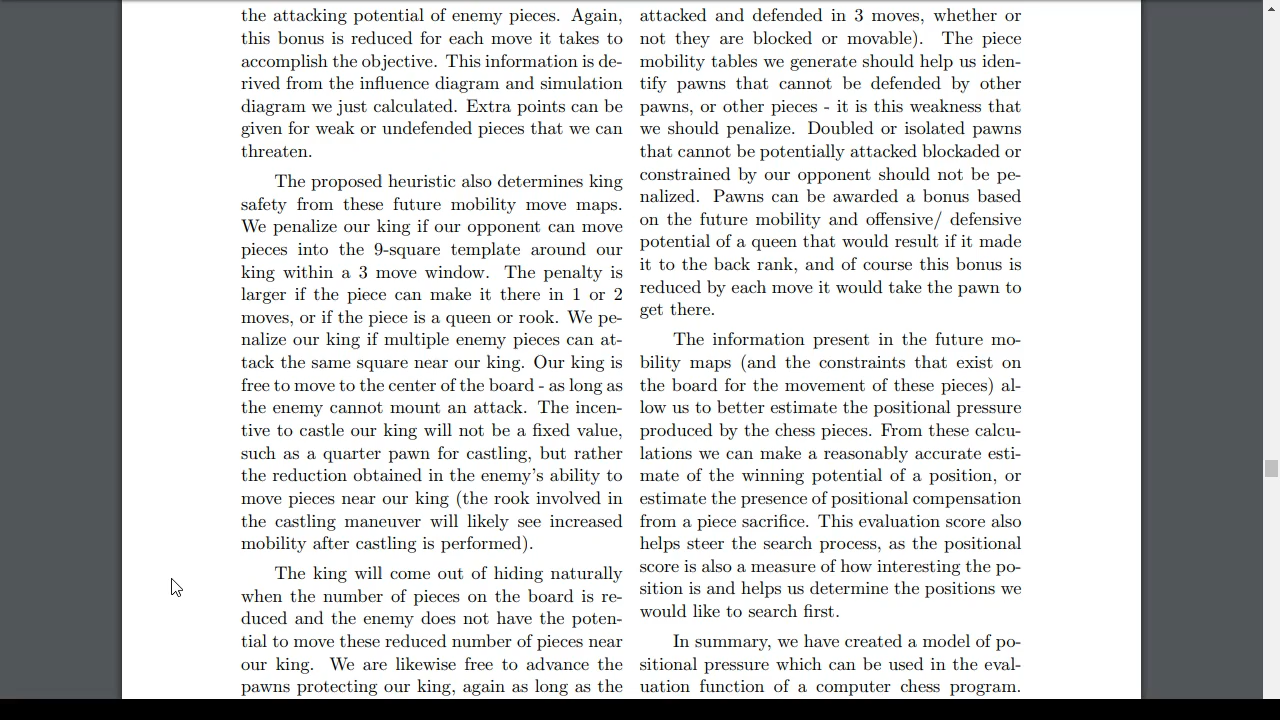 the attacking potential of enemy pieces. Again,
this bonus is reduced for each move it takes to
accomplish the objective. This information is de-
rived from the influence diagram and simulation
diagram we just calculated. Extra points can be
given for weak or undefended pieces that we can
threaten.
The proposed heuristic also determines king
safety from these future mobility move maps.
We penalize our king if our opponent can move
pieces into the 9-square template around our
king within a 3 move window. The penalty is
larger if the piece can make it there in 1 or 2
moves, or if the piece is a queen or rook. We pe-
nalize our king if multiple enemy pieces can at-
tack the same square near our king. Our king is
free to move to the center of the board - as long as
the enemy cannot mount an attack. The incen-
tive to castle our king will not be a fixed value,
such as a quarter pawn for castling, but rather
the reduction obtained in the enemy's ability to
move pieces near our king (the rook involved in
the castling maneuver will likely see increased
mobility after castling is performed).
The king will come out of hiding naturally
when the number of pieces on the board is re-
duced and the enemy does not have the poten-
tial to move these reduced number of pieces near
our king. We are likewise free to advance the
pawns protecting our king, again as long as the
attacked and defended in 3 moves, whether or
not they are blocked or movable). The piece
mobility tables we generate should help us iden-
tify pawns that cannot be defended by other
pawns, or other pieces - it is this weakness that
we should penalize. Doubled or isolated pawns
that cannot be potentially attacked blockaded or
constrained by our opponent should not be pe-
nalized. Pawns can be awarded a bonus based
on the future mobility and offensive/ defensive
potential of a queen that would result if it made
it to the back rank, and of course this bonus is
reduced by each move it would take the pawn to
get there.
The information present in the future mo-
bility maps (and the constraints that exist on
the board for the movement of these pieces) al-
low us to better estimate the positional pressure
produced by the chess pieces. From these calcu-
lations we can make a reasonably accurate esti-
mate of the winning potential of a position, or
estimate the presence of positional compensation
from a piece sacrifice. This evaluation score also
helps steer the search process, as the positional
score is also a measure of how interesting the po-
sition is and helps us determine the positions we
would like to search first.
In summary, we have created a model of po-
sitional pressure which can be used in the eval-
uation function of a computer chess program.